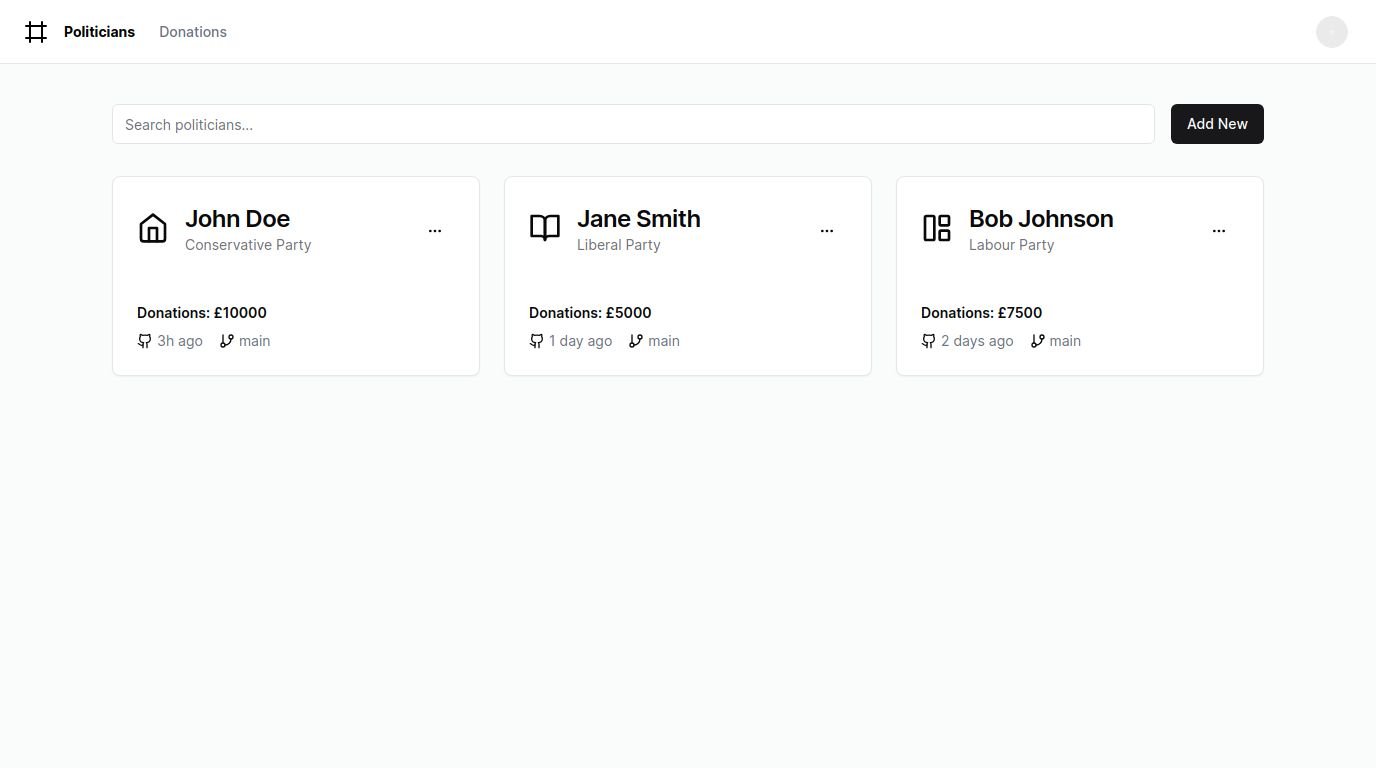 Politicians Donations
Search politicians...
Add New
John Doe
Conservative Party
Donations: £10000
3h ago main
Jane Smith
Liberal Party
Donations: £5000
1 day ago main
Bob Johnson
Labour Party
Donations: £7500
2 days ago main